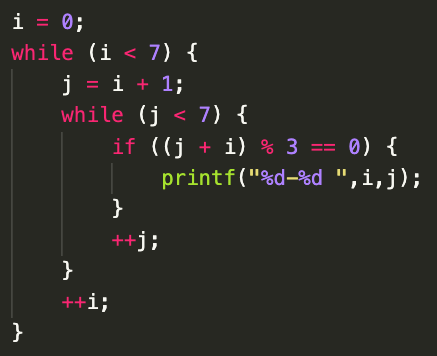 i = 0;
while (i < 7) {
    j = i + 1;
    while (j < 7) {
        if ((j + i) % 3 == 0) {
            printf("%d-%d ",i,j);
        }
        ++j;
    }
    ++i;
}